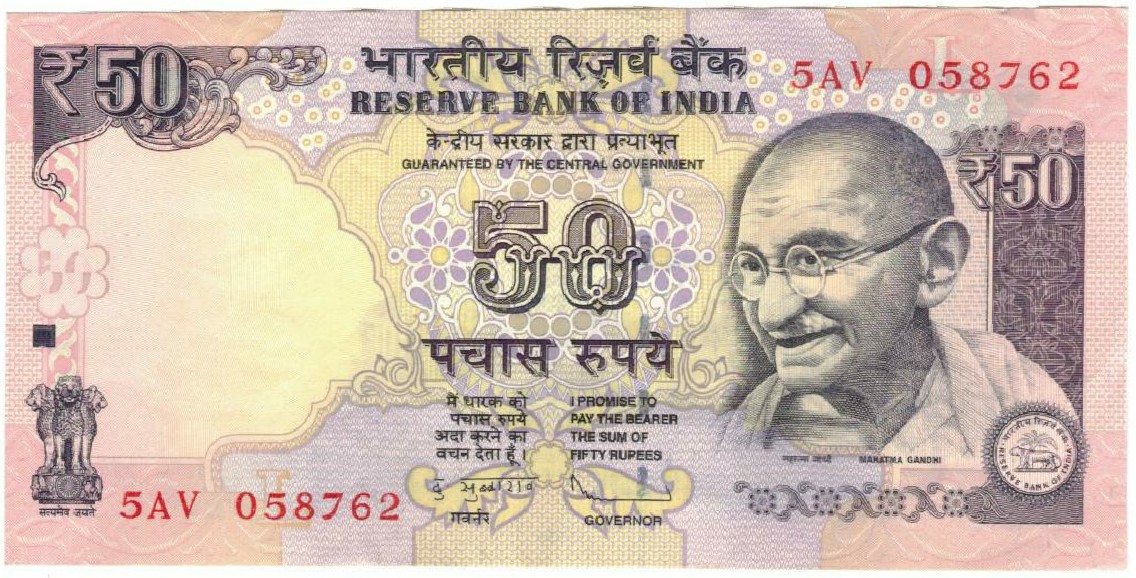 ₹50
भारतीय रिज़र्व बैंक
5AV 058762
RESERVE BANK OF INDIA
केन्द्रीय सरकार द्वारा प्रत्याभूत
GUARANTEED BY THE CENTRAL GOVERNMENT
₹50
50
50
पचास रुपये
मैं धारक को
पचास रुपये
अदा करने का
वचन देता हूँ।
I PROMISE TO
PAY THE BEARER
THE SUM OF
FIFTY RUPEES
महात्मा गांधी
MAHATMA GANDHI
भारतीय रिज़र्व बैंक
RESERVE BANK OF INDIA
सत्यमेव जयते
5AV 058762
गवर्नर
GOVERNOR